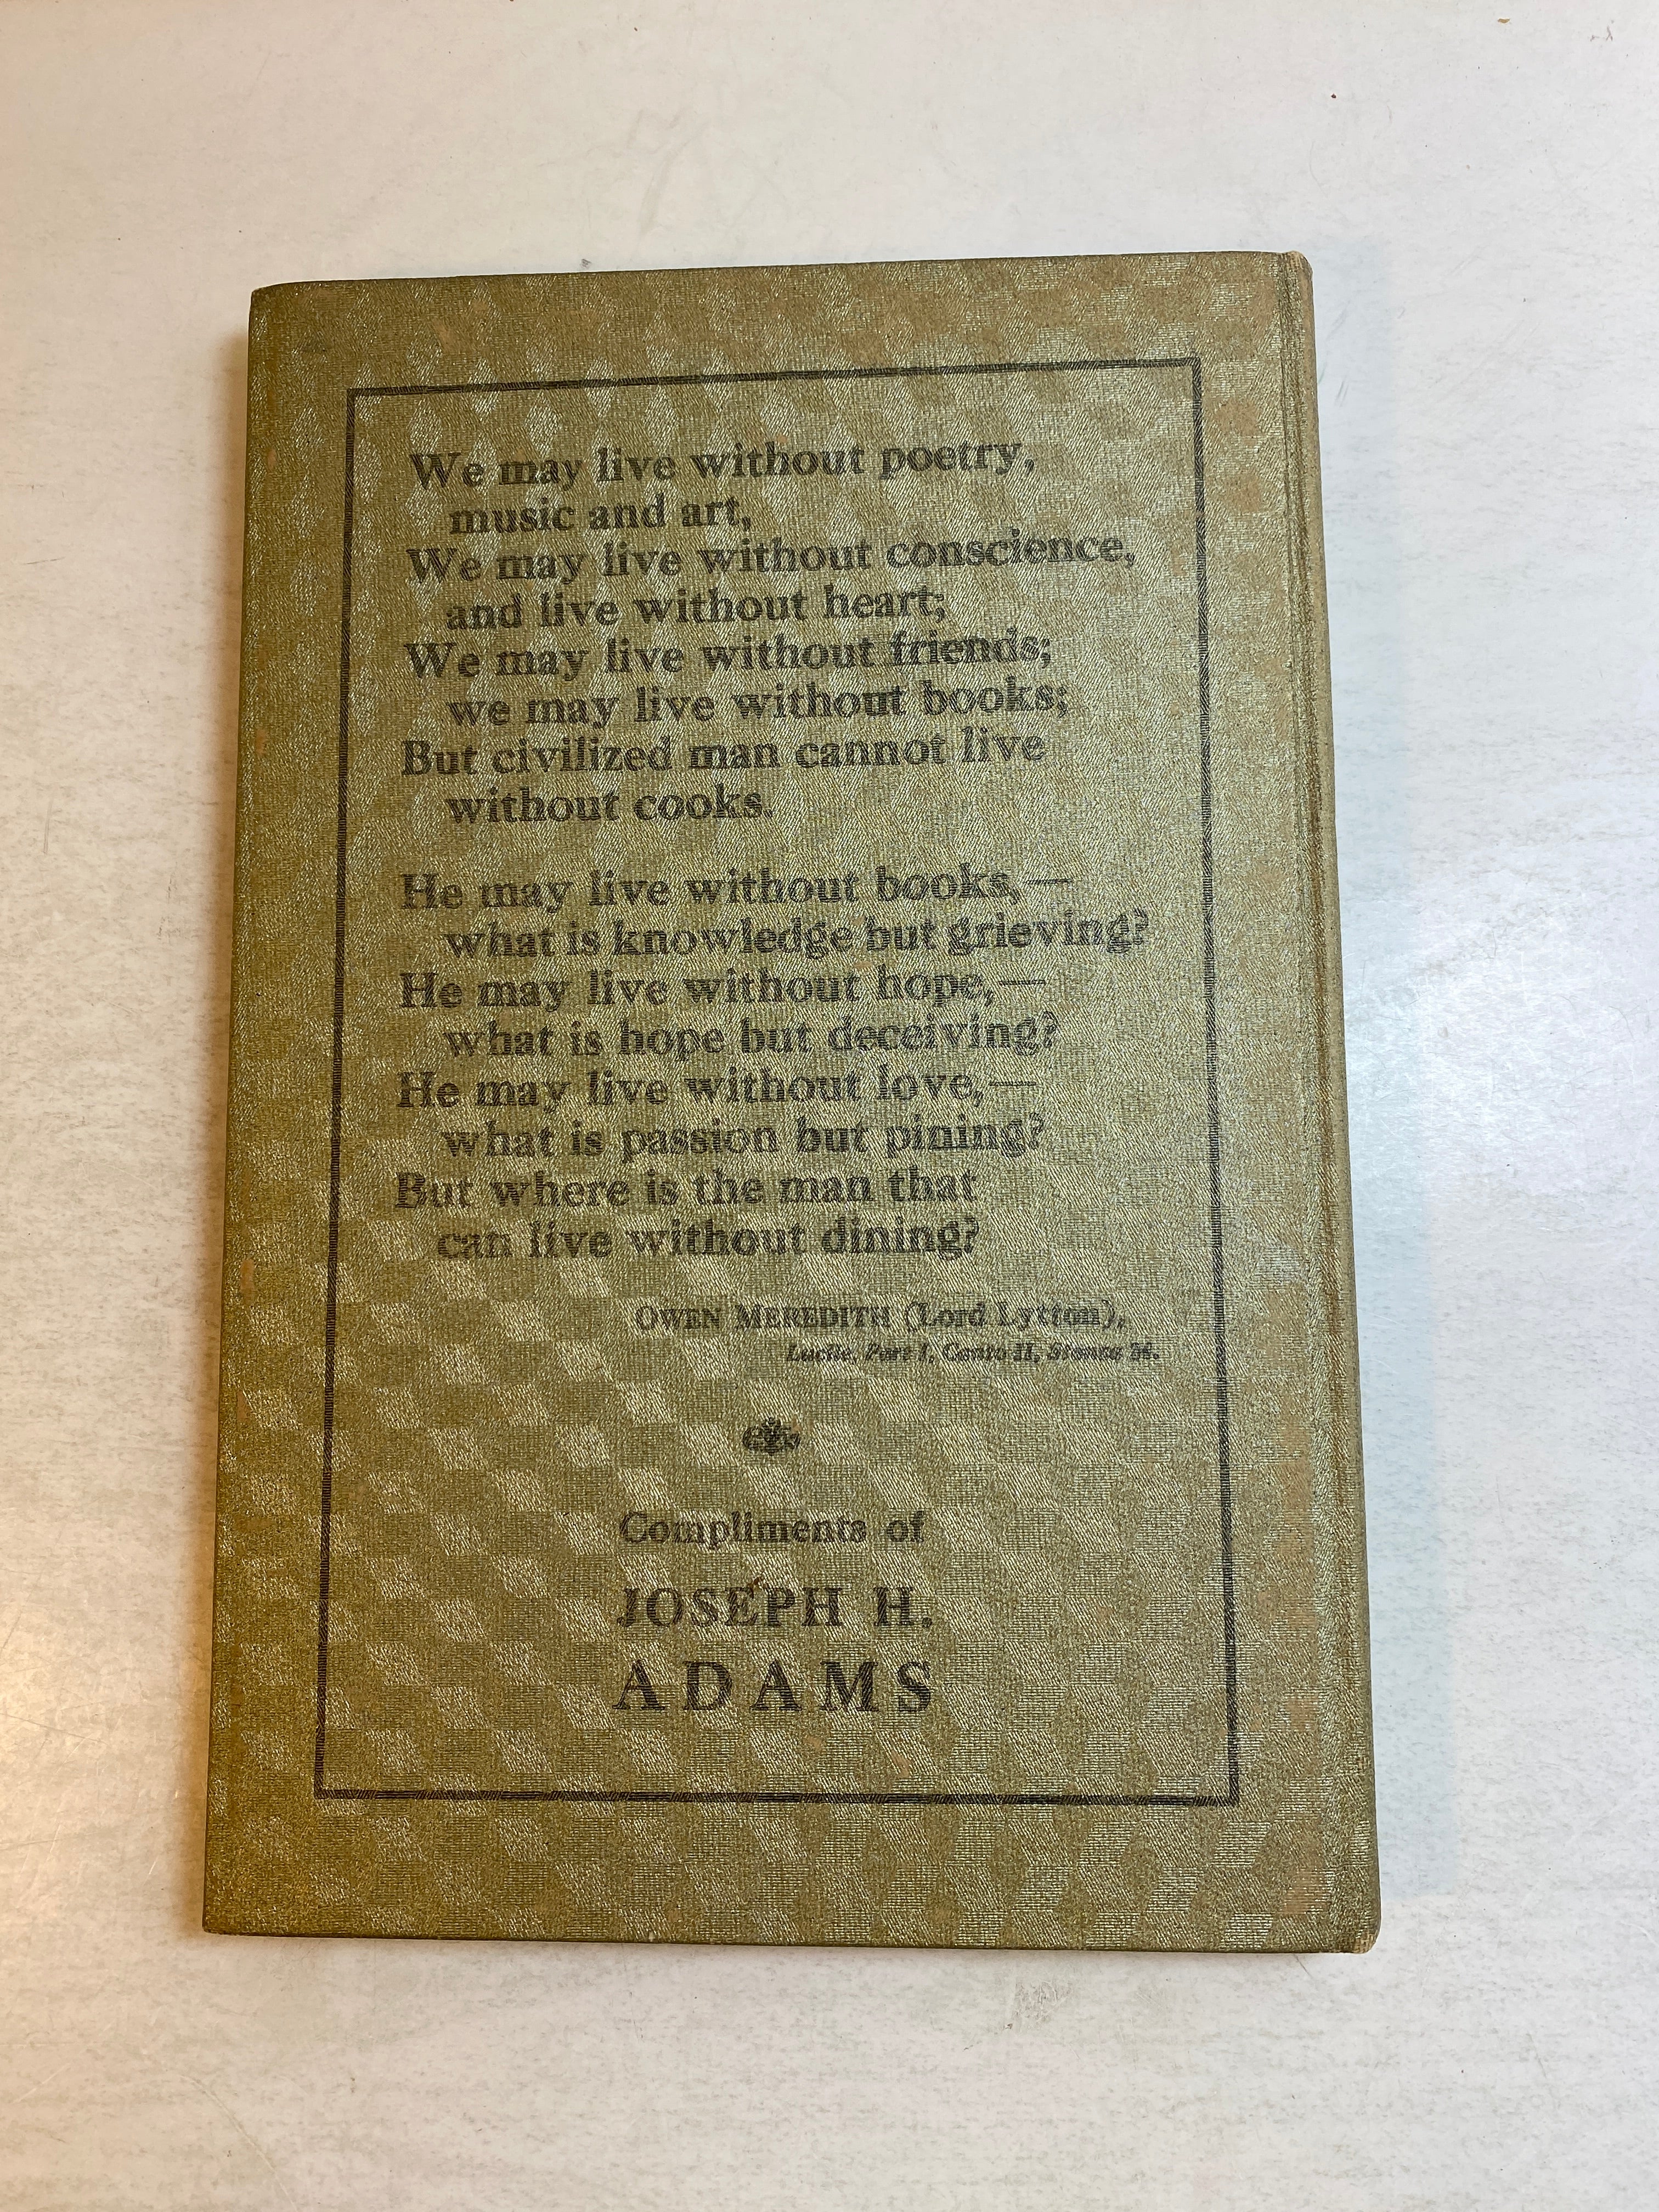 We may live without poetry,
music and art,
We may live without conscience,
and live without heart;
We may live without friends;
we may live without books;
But civilized man cannot live
without cooks.
He may live without books,—
what is knowledge but grieving?
He may live without hope,—
what is hope but deceiving?
He may live without love,—
what is passion but pining?
But where is the man that
can live without dining?
OWEN MEREDITH (Lord Lytton),
Lucile, Part I, Canto II, Stanza
Compliments of
JOSEPH H.
ADAMS